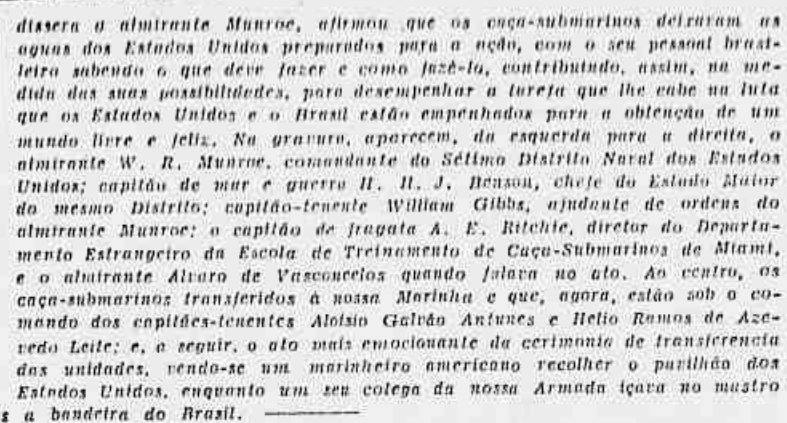 dissera o almirante Munroe, afirmou que os caça-submarinos deixaram as
aguas dos Estados Unidos preparados para a ação, com o seu pessoal brasi-
leiro sabendo o que deve fazer e como fazê-lo, contribuindo, assim, na me-
dida das suas possibilidades, para desempenhar a tarefa que lhe cabe na luta
que os Estados Unidos e o Brasil estão empenhados para a obtenção de um
mundo livre e feliz. Na gravura, aparecem, da esquerda para a direita, o
almirante W. R. Munroe, comandante do Sétimo Distrito Naval dos Estados
Unidos; capitão de mar e guerra H. H. J. Benson, chefe do Estado Maior
do mesmo Distrito; capitão-tenente William Gibbs, ajudante de ordens do
almirante Munroe; o capitão de fragata A. E. Ritchie, diretor do Departa-
mento Estrangeiro da Escola de Treinamento de Caça-Submarinos de Miami,
e o almirante Alvaro de Vasconcelos quando falava no ato. Ao centro, os
caça-submarinos transferidos à nossa Marinha e que, agora, estão sob o co-
mando dos capitães-tenentes Aloisio Galvão Antunes e Helio Ramos de Aze-
vedo Leite; e, a seguir, o ato mais emocionante da cerimonia de transferencia
das unidades, vendo-se um marinheiro americano recolher o pavilhão dos
Estados Unidos, enquanto um seu colega da nossa Armada içava no mastro
s a bandeira do Brasil. ————